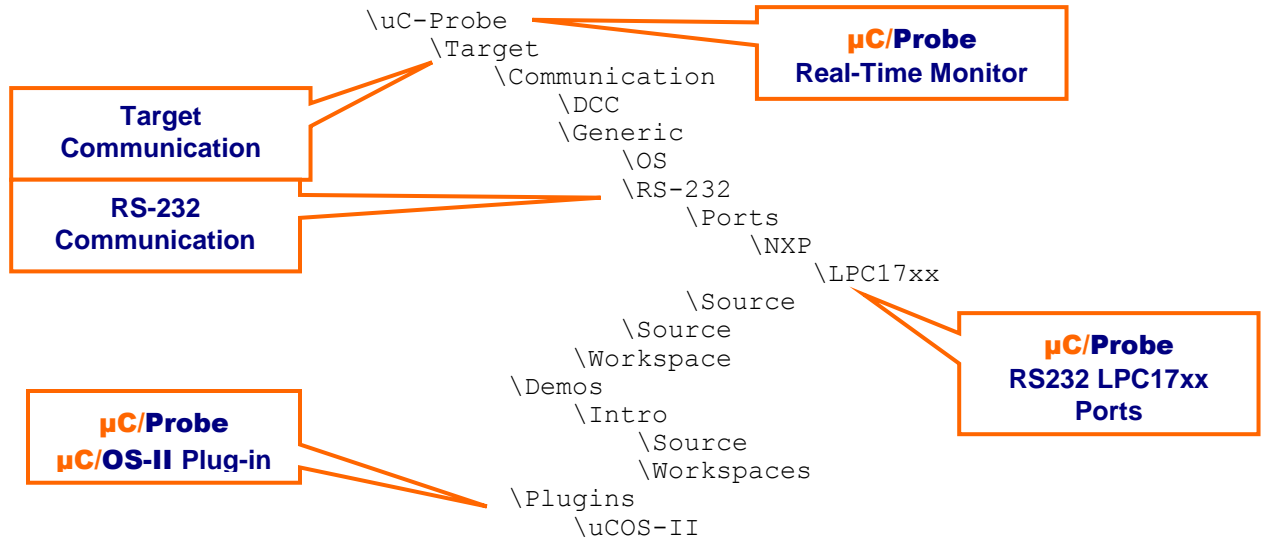 \uC-Probe
\Target
\Communication
\DCC
\Generic
\OS
\RS-232
\Ports
\NXP
\LPC17xx
\Source
\Source
\Workspace
\Demos
\Intro
\Source
\Workspaces
\Plugins
\uCOS-II
µC/Probe
Real-Time Monitor
Target
Communication
RS-232
Communication
µC/Probe
RS232 LPC17xx
Ports
µC/Probe
µC/OS-II Plug-in